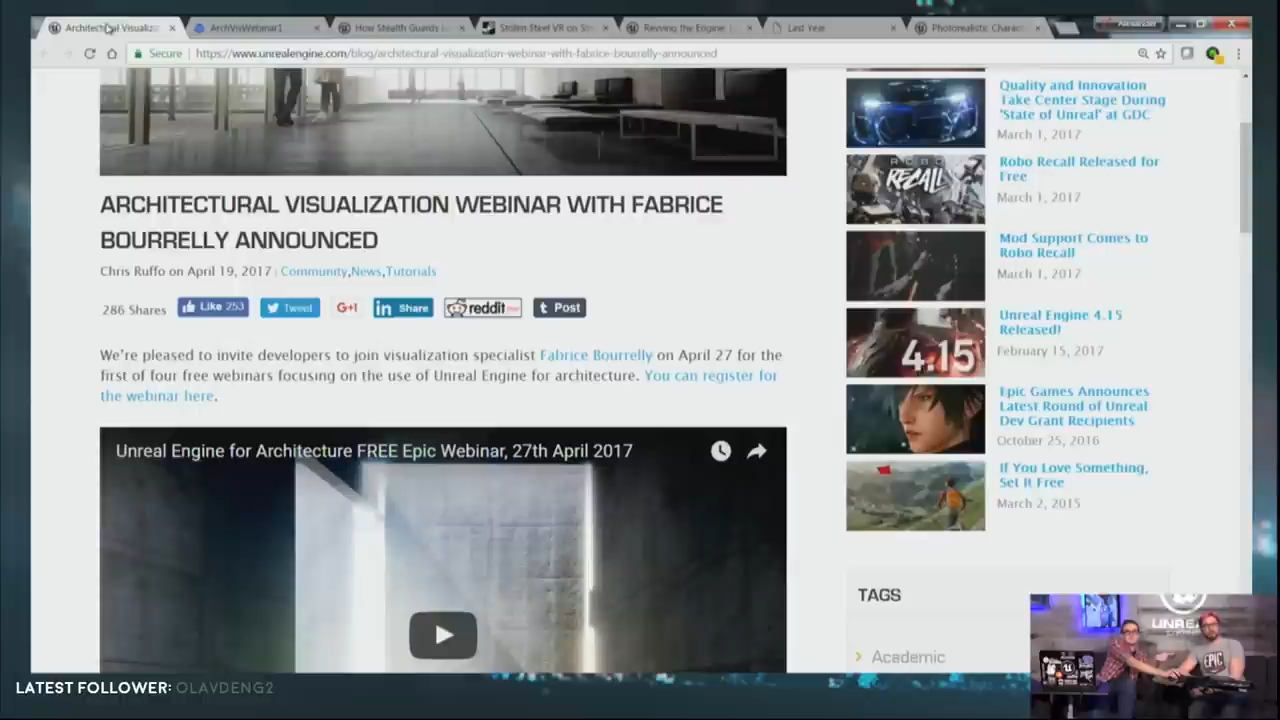 Architectural Visualiz
ArchVisWebinar1
How Stealth Guards L
Stolen Steel VR on St
Revving the Engine
Last Year
Photorealistic Charac
Secure
https://www.unrealengine.com/blog/architectural-visualization-webinar-with-fabrice-bourrelly-announced
ARCHITECTURAL VISUALIZATION WEBINAR WITH FABRICE
BOURRELLY ANNOUNCED
Chris Ruffo on April 19, 2017 | Community,News,Tutorials
286 Shares
Like 253
Tweet
G+1
in Share
reddit
t Post
We're pleased to invite developers to join visualization specialist Fabrice Bourrelly on April 27 for the
first of four free webinars focusing on the use of Unreal Engine for architecture. You can register for
the webinar here.
Unreal Engine for Architecture FREE Epic Webinar, 27th April 2017
Quality and Innovation
Take Center Stage During
'State of Unreal' at GDC
March 1, 2017
ROBO
RECALL
Robo Recall Released for
Free
March 1, 2017
Mod Support Comes to
Robo Recall
March 1, 2017
4.15
Unreal Engine 4.15
Released!
February 15, 2017
Epic Games Announces
Latest Round of Unreal
Dev Grant Recipients
October 25, 2016
If You Love Something,
Set It Free
March 2, 2015
TAGS
Academic
UNREAL
EPIC
LATEST FOLLOWER: OLAVDENG2